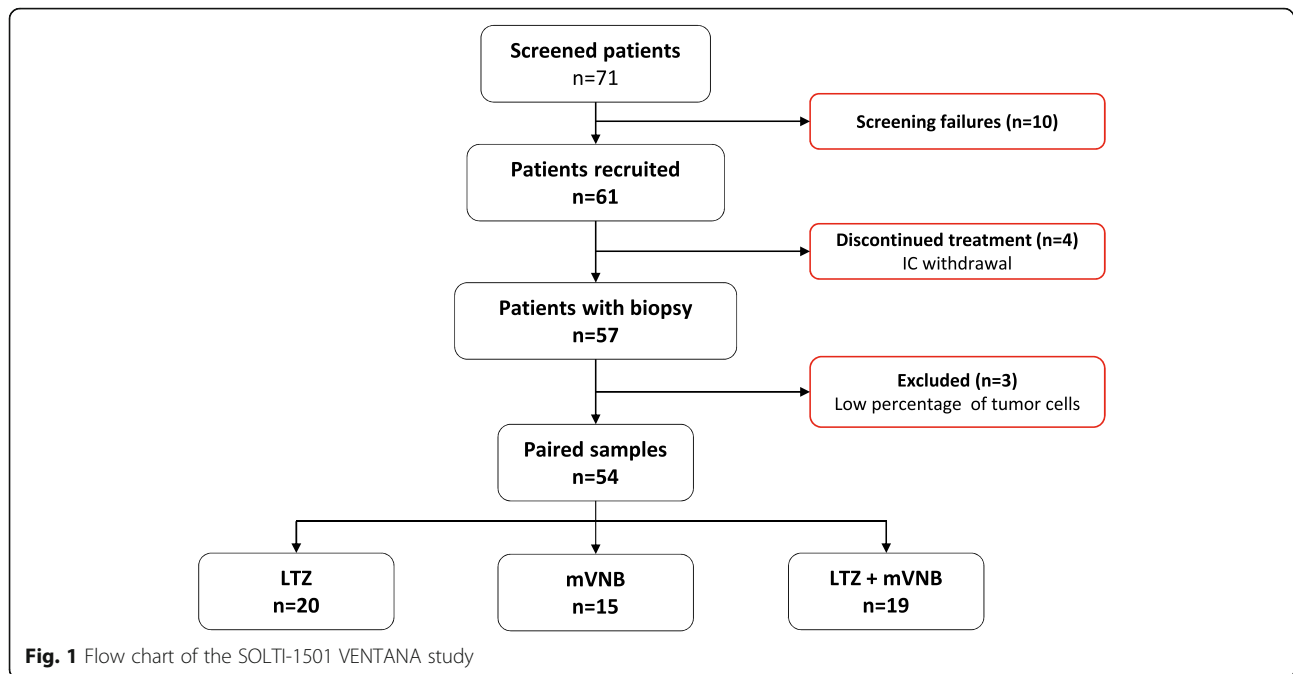 Screened patients
n=71
Screening failures (n=10)
Patients recruited
n=61
Discontinued treatment (n=4)
IC withdrawal
Patients with biopsy
n=57
Excluded (n=3)
Low percentage of tumor cells
Paired samples
n=54
LTZ
n=20
mVNB
n=15
LTZ + mVNB
n=19
Fig. 1 Flow chart of the SOLTI-1501 VENTANA study